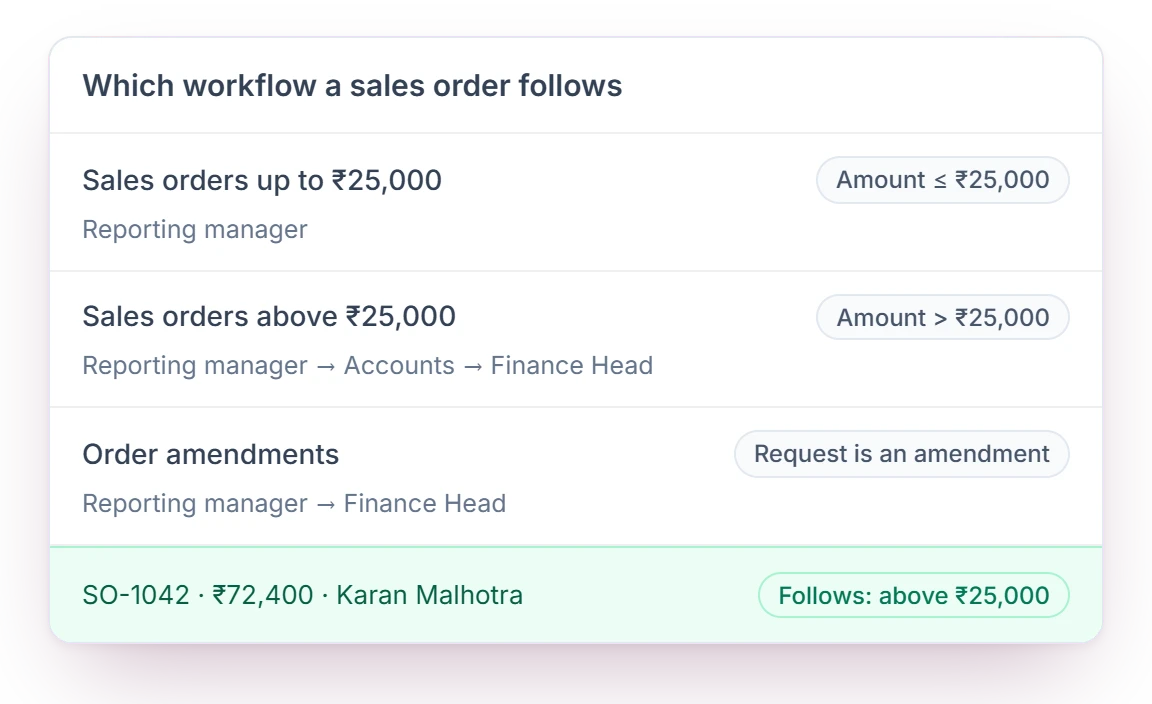 Which workflow a sales order follows
Sales orders up to ₹25,000
Amount ≤ ₹25,000
Reporting manager
Sales orders above ₹25,000
Amount > ₹25,000
Reporting manager → Accounts → Finance Head
Order amendments
Request is an amendment
Reporting manager → Finance Head
SO-1042 · ₹72,400 · Karan Malhotra
Follows: above ₹25,000